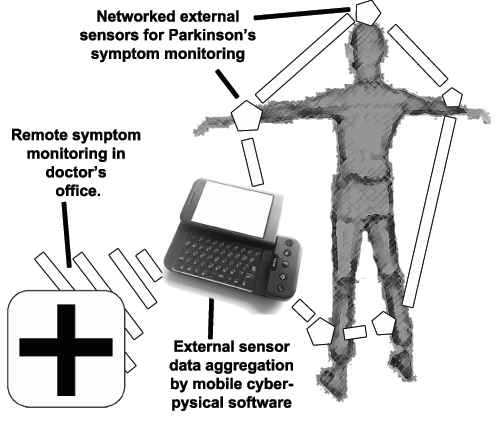 Networked external
sensors for Parkinson's
symptom monitoring
Remote symptom
monitoring in
doctor's
office.
External sensor
data aggregation
by mobile cyber-
pysical software